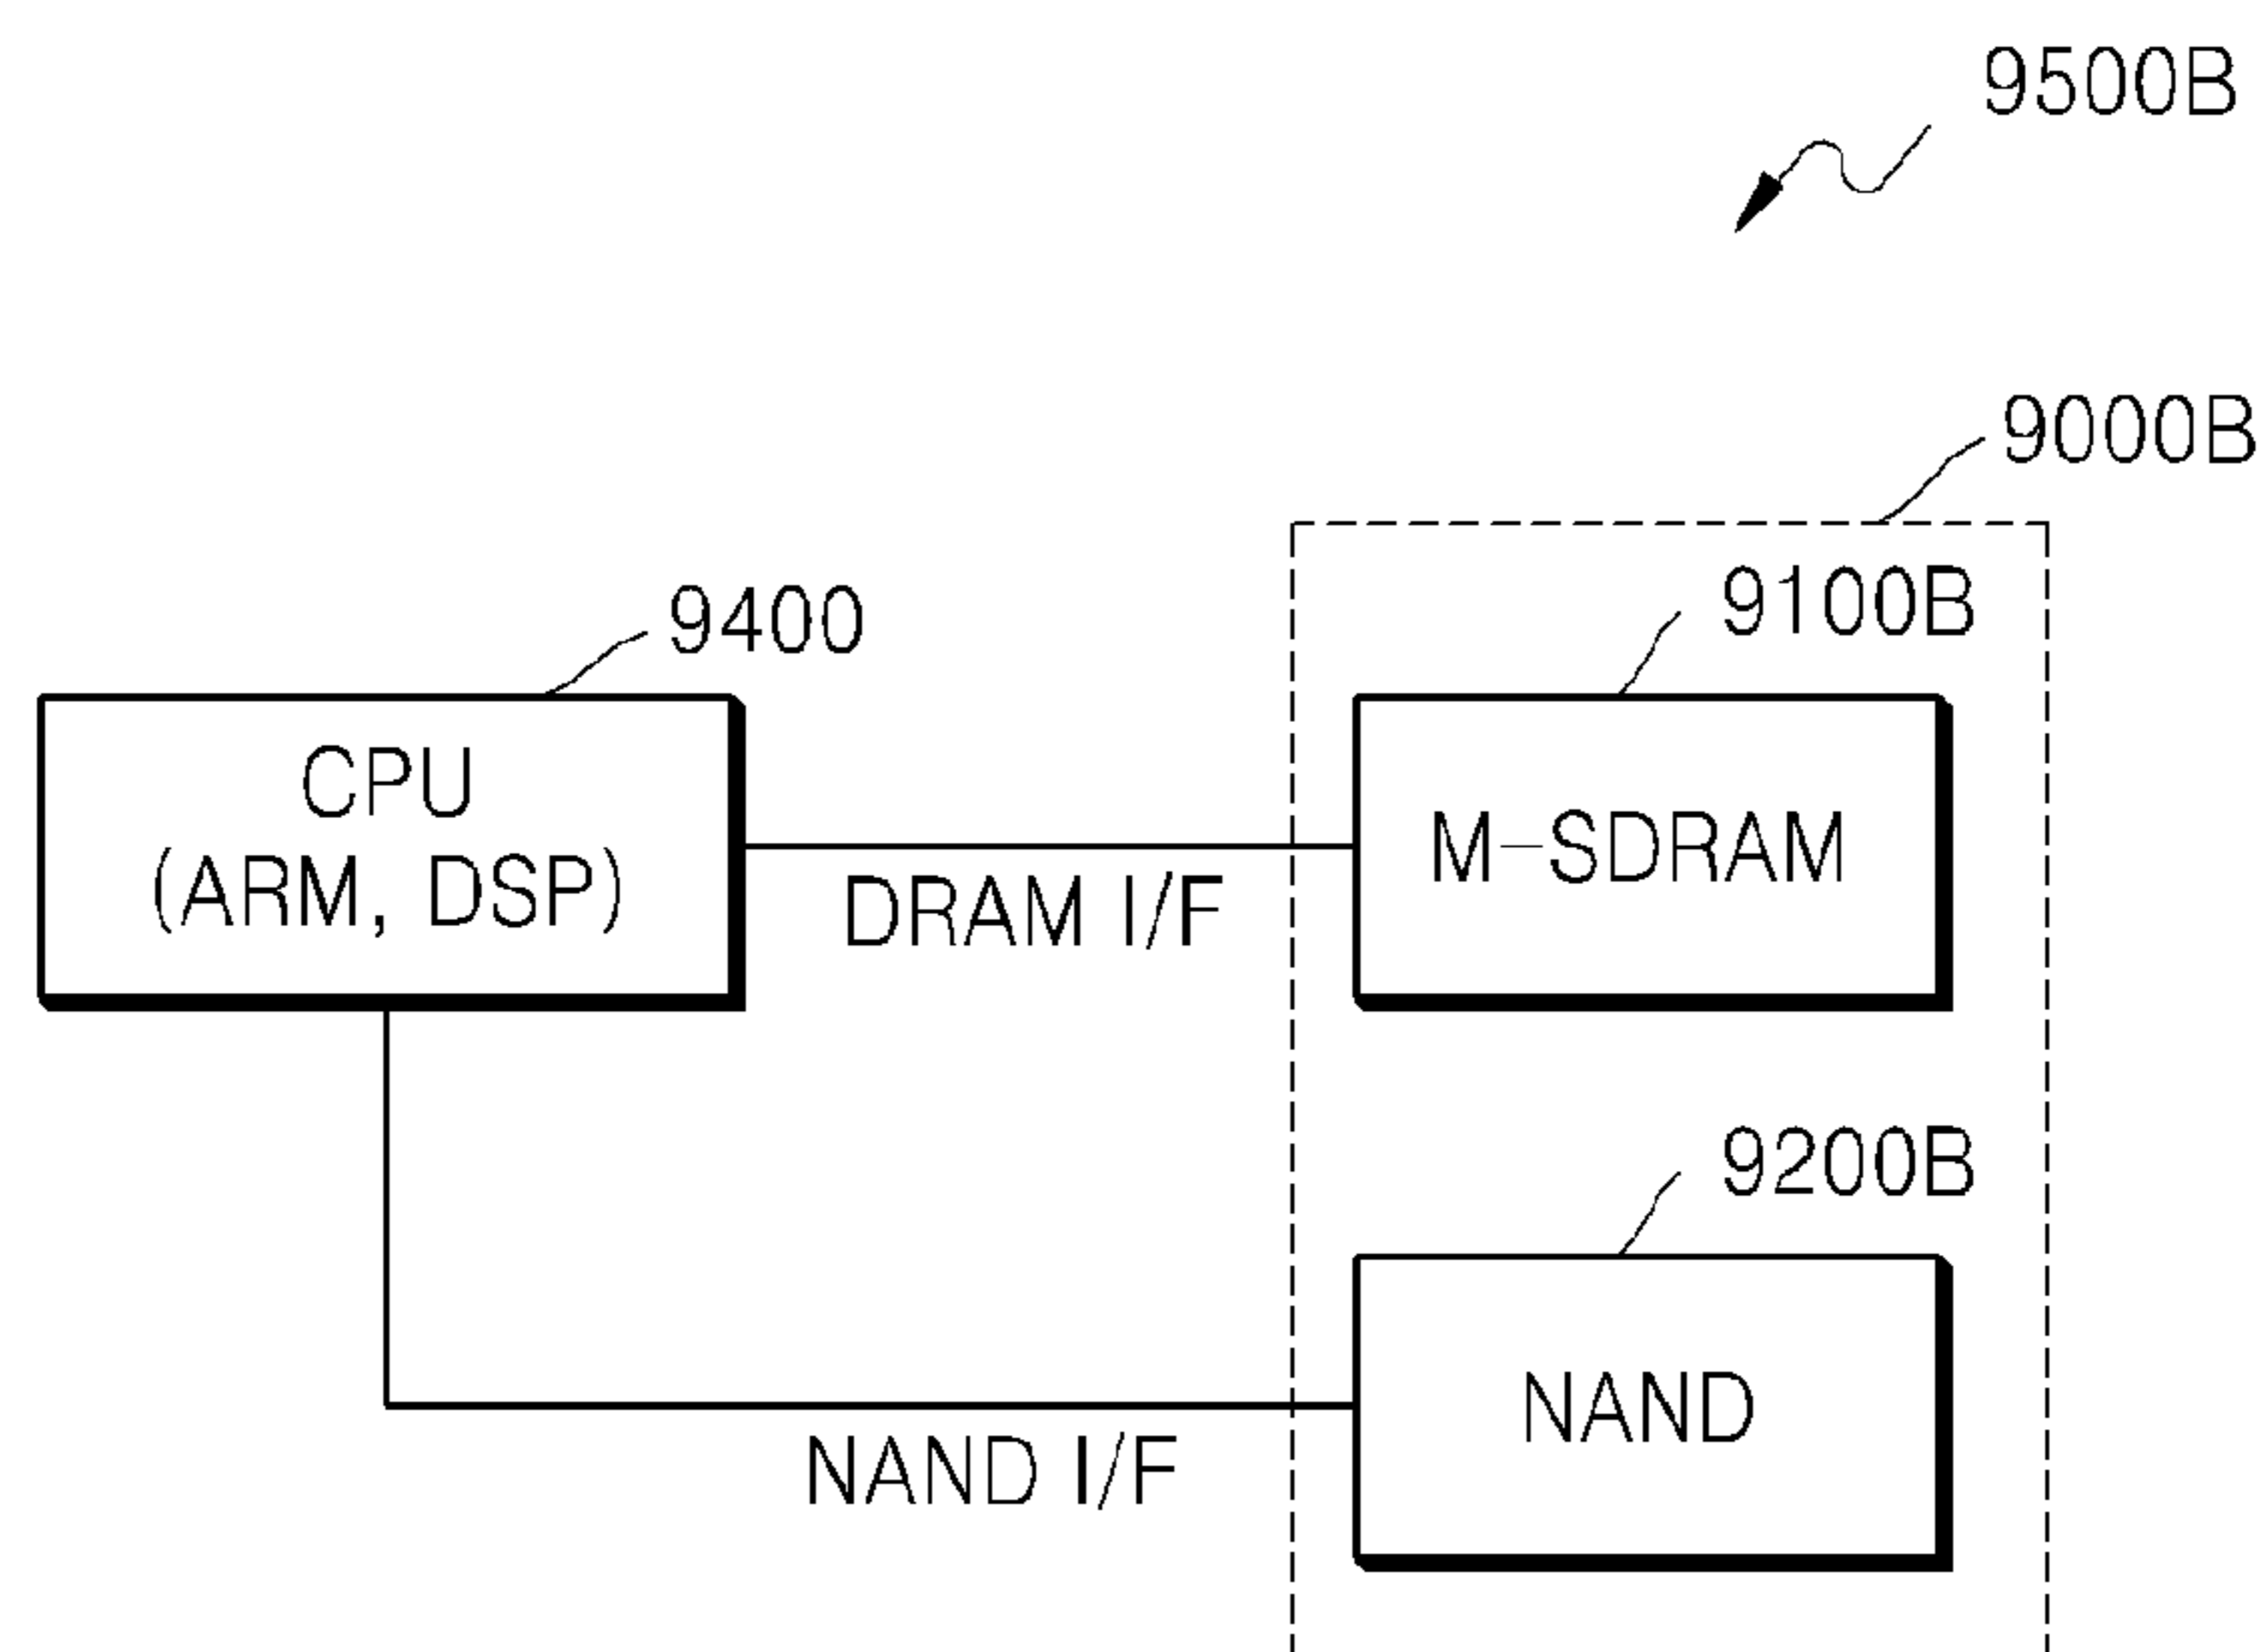 9500B
9000B
9100B
9400
CPU
(ARM, DSP)
M-SDRAM
DRAM I/F
9200B
NAND
NAND I/F